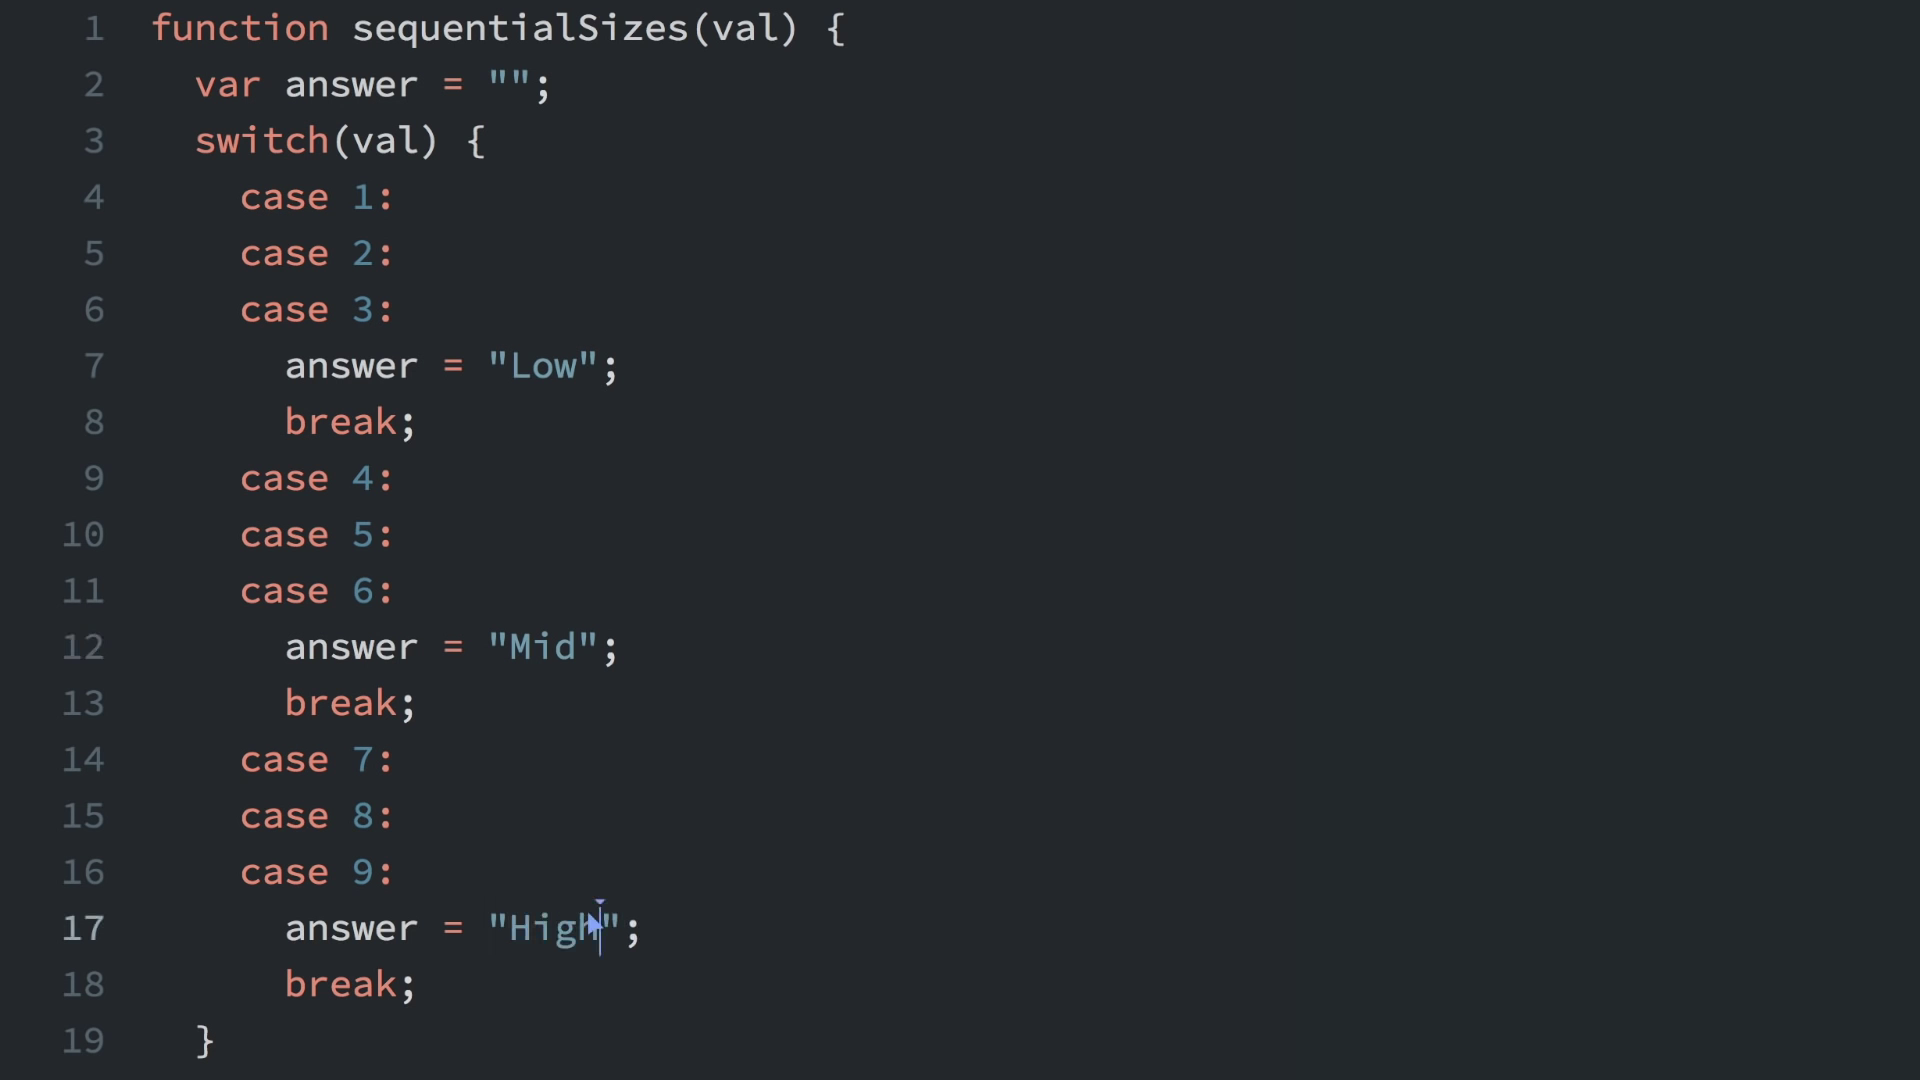 1 function sequentialSizes(val) {
2 var answer = "";
3 switch(val) {
4 case 1:
5 case 2:
6 case 3:
7 answer = "Low";
8 break;
9 case 4:
10 case 5:
11 case 6:
12 answer = "Mid";
13 break;
14 case 7:
15 case 8:
16 case 9:
17 answer = "High";
18 break;
19 }